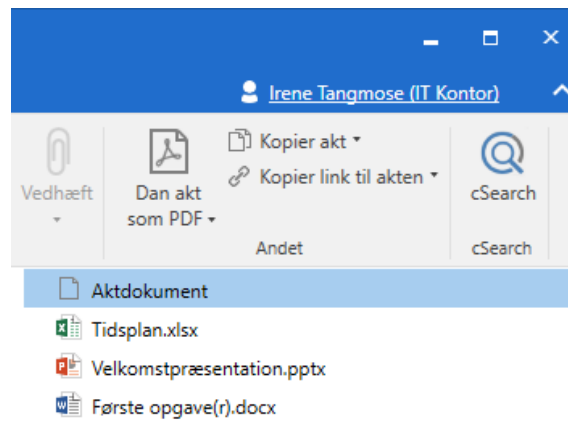 Irene Tangmose (IT Kontor)
Kopier akt
Kopier link til akten
Vedhæft
Dan akt
som PDF
cSearch
Andet
cSearch
Aktdokument
Tidsplan.xlsx
Velkomstpræsentation.pptx
Første opgave(r).docx